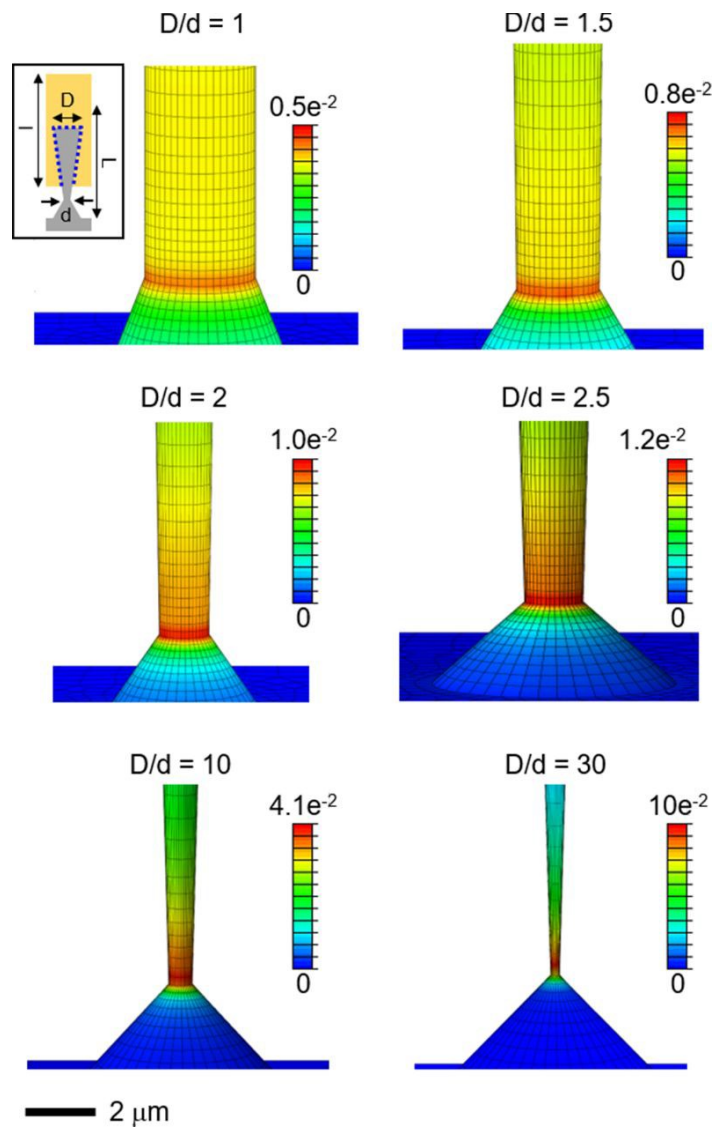 D/d = 1
D/d = 1.5
D
l
L
d
0.5e-2
0
0.8e-2
0
D/d = 2
D/d = 2.5
1.0e-2
0
1.2e-2
0
D/d = 10
D/d = 30
4.1e-2
0
10e-2
0
2 μm